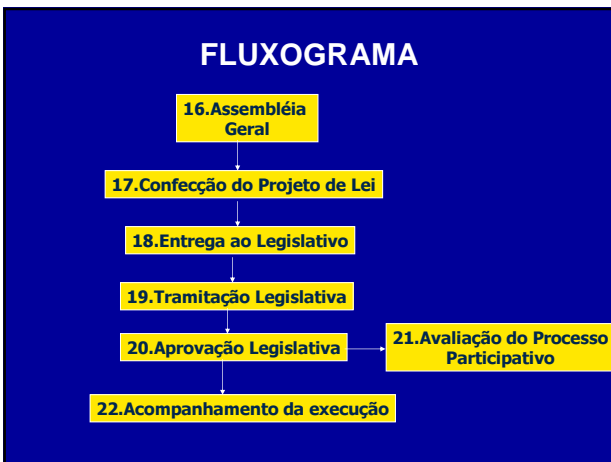 FLUXOGRAMA
16.Assembléia
Geral
17.Confecção do Projeto de Lei
18.Entrega ao Legislativo
19.Tramitação Legislativa
20.Aprovação Legislativa
21.Avaliação do Processo
Participativo
22.Acompanhamento da execução